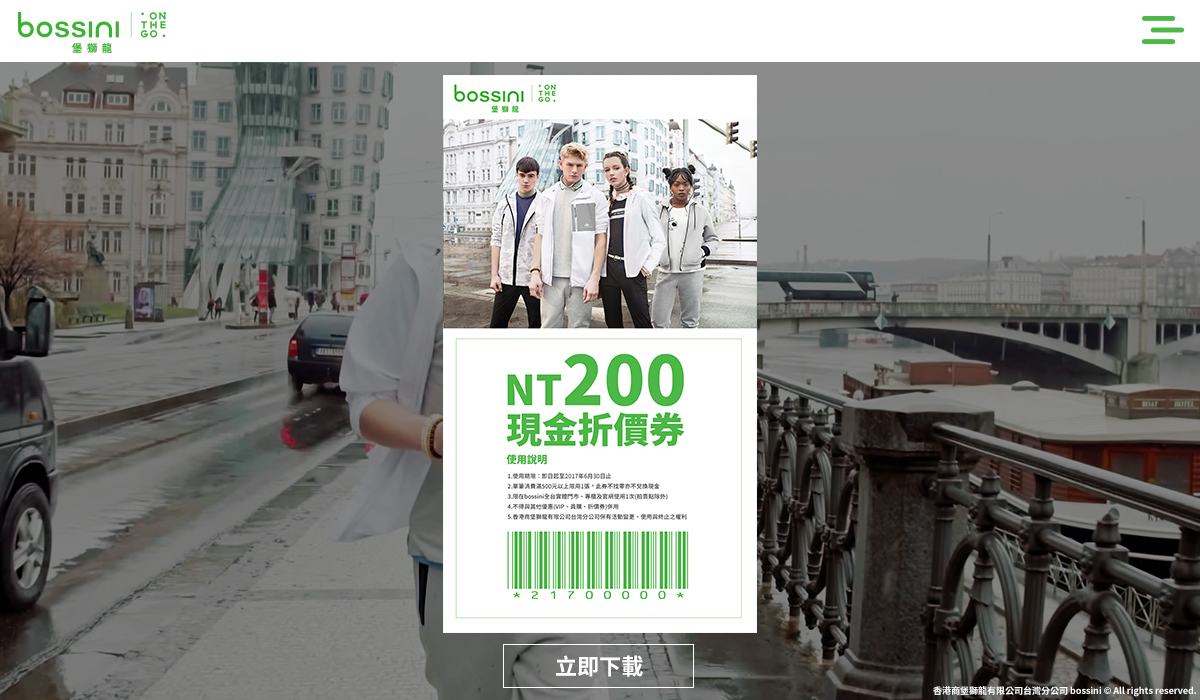 bossini
堡獅龍
• ON
THE
GO •
bossini
堡獅龍
• ON
THE
GO •
NT200
現金折價券
使用說明
1.使用期限：即日起至2017年6月30日止
2.單筆消費滿500元以上限用1張，此券不找零亦不兌換現金
3.限在bossini全台實體門市、專櫃及官網使用1次(拍賣點除外)
4.不得與其他優惠(VIP、員購、折價券)併用
5.香港商堡獅龍有限公司台灣分公司保有活動變更、使用與終止之權利
*21700000*
立即下載
香港商堡獅龍有限公司台灣分公司 bossini © All rights reserved.